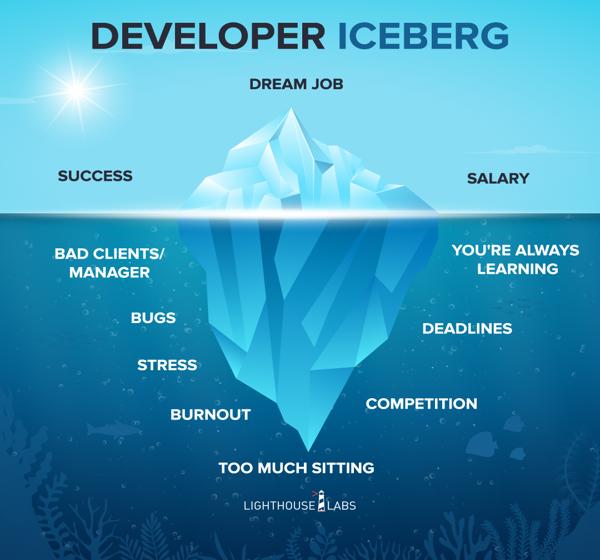 DEVELOPER ICEBERG
DREAM JOB
SUCCESS
SALARY
BAD CLIENTS/
MANAGER
YOU'RE ALWAYS
LEARNING
BUGS
DEADLINES
STRESS
COMPETITION
BURNOUT
TOO MUCH SITTING
LIGHTHOUSE LABS